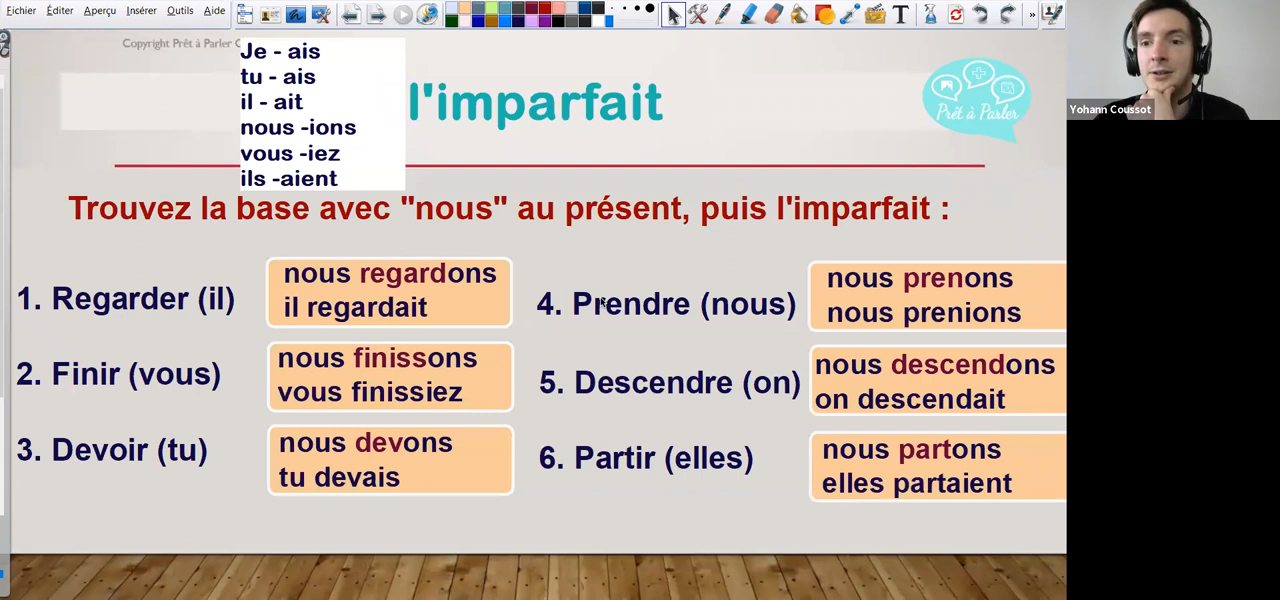 Fichier Éditer Aperçu Insérer Outils Aide
»
Yohann Coussot
Copyright Prêt à Parler
Je - ais
tu - ais
il - ait
nous -ions
vous -iez
ils -aient
l'imparfait
Prêt à Parler
Trouvez la base avec "nous" au présent, puis l'imparfait :
1. Regarder (il)
nous regardons
il regardait
2. Finir (vous)
nous finissons
vous finissiez
3. Devoir (tu)
nous devons
tu devais
4. Prendre (nous)
nous prenons
nous prenions
5. Descendre (on)
nous descendons
on descendait
6. Partir (elles)
nous partons
elles partaient